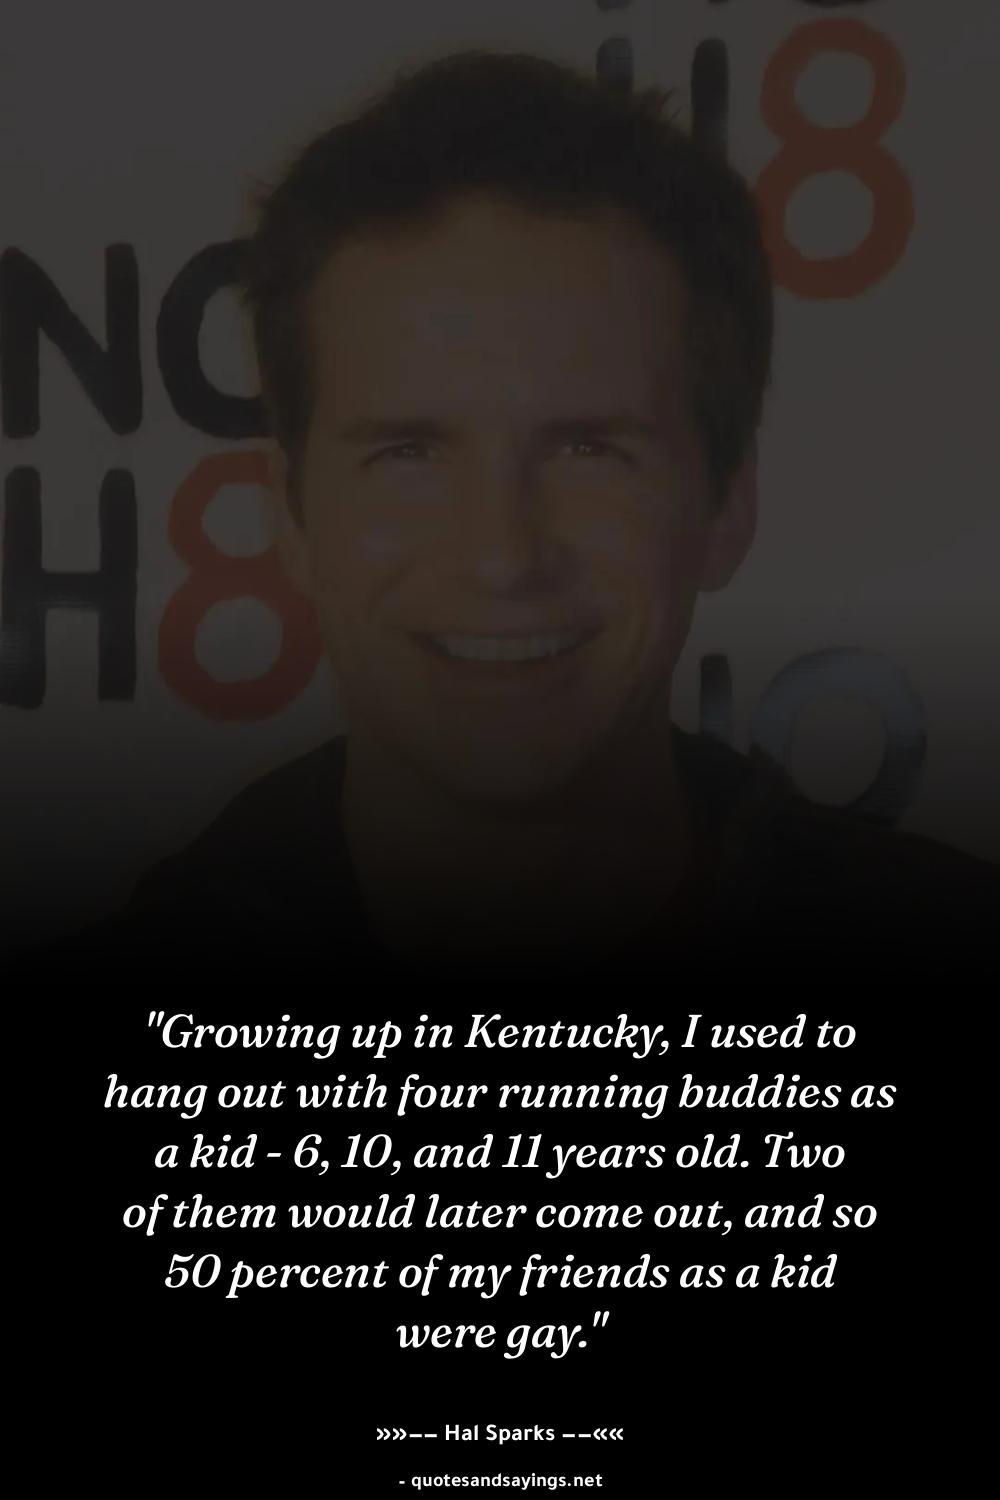 H8
NO
H8
NO
"Growing up in Kentucky, I used to
hang out with four running buddies as
a kid - 6, 10, and 11 years old. Two
of them would later come out, and so
50 percent of my friends as a kid
were gay."
»»—— Hal Sparks ——««
- quotesandsayings.net